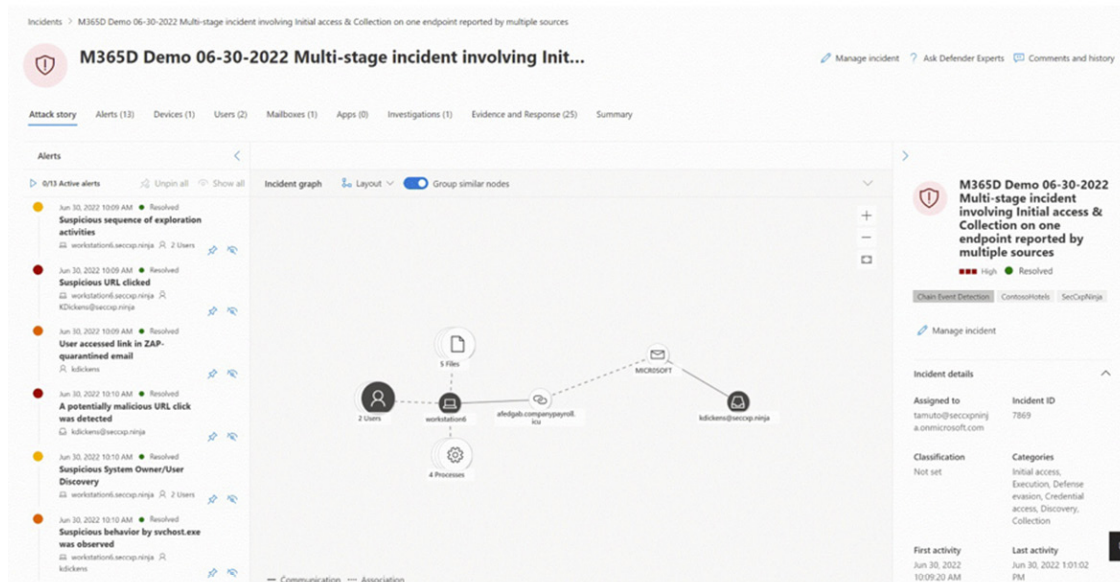 Incidents > M365D Demo 06-30-2022 Multi-stage incident involving Initial access & Collection on one endpoint reported by multiple sources
M365D Demo 06-30-2022 Multi-stage incident involving Init...
Manage incident ? Ask Defender Experts Comments and history
Attack story Alerts (13) Devices (1) Users (2) Mailboxes (1) Apps (0) Investigations (1) Evidence and Response (25) Summary
Alerts
0/13 Active alerts Unpin all Show all
Jun 30, 2022 10:09 AM Resolved
Suspicious sequence of exploration
activities
workstation6.seccxp.ninja 2 Users
Jun 30, 2022 10:09 AM Resolved
Suspicious URL clicked
workstation6.seccxp.ninja
KDickens@seccxp.ninja
Jun 30, 2022 10:09 AM Resolved
User accessed link in ZAP-
quarantined email
kdickens
Jun 30, 2022 10:10 AM Resolved
A potentially malicious URL click
was detected
kdickens@seccxp.ninja
Jun 30, 2022 10:10 AM Resolved
Suspicious System Owner/User
Discovery
workstation6.seccxp.ninja 2 Users
Jun 30, 2022 10:10 AM Resolved
Suspicious behavior by svchost.exe
was observed
workstation6.seccxp.ninja
kdickens
Incident graph Layout Group similar nodes
5 Files
MICROSOFT
2 Users
workstation6
afedgab.companypayroll.
icu
kdickens@seccxp.ninja
4 Processes
Communication Association
M365D Demo 06-30-2022
Multi-stage incident
involving Initial access &
Collection on one
endpoint reported by
multiple sources
High Resolved
Chain Event Detection ContosoHotels SecCxpNinja
Manage incident
Incident details
Assigned to
tamuto@seccxpninj
a.onmicrosoft.com
Incident ID
7869
Classification
Not set
Categories
Initial access,
Execution, Defense
evasion, Credential
access, Discovery,
Collection
First activity
Jun 30, 2022
10:09:20 AM
Last activity
Jun 30, 2022 1:01:02
PM